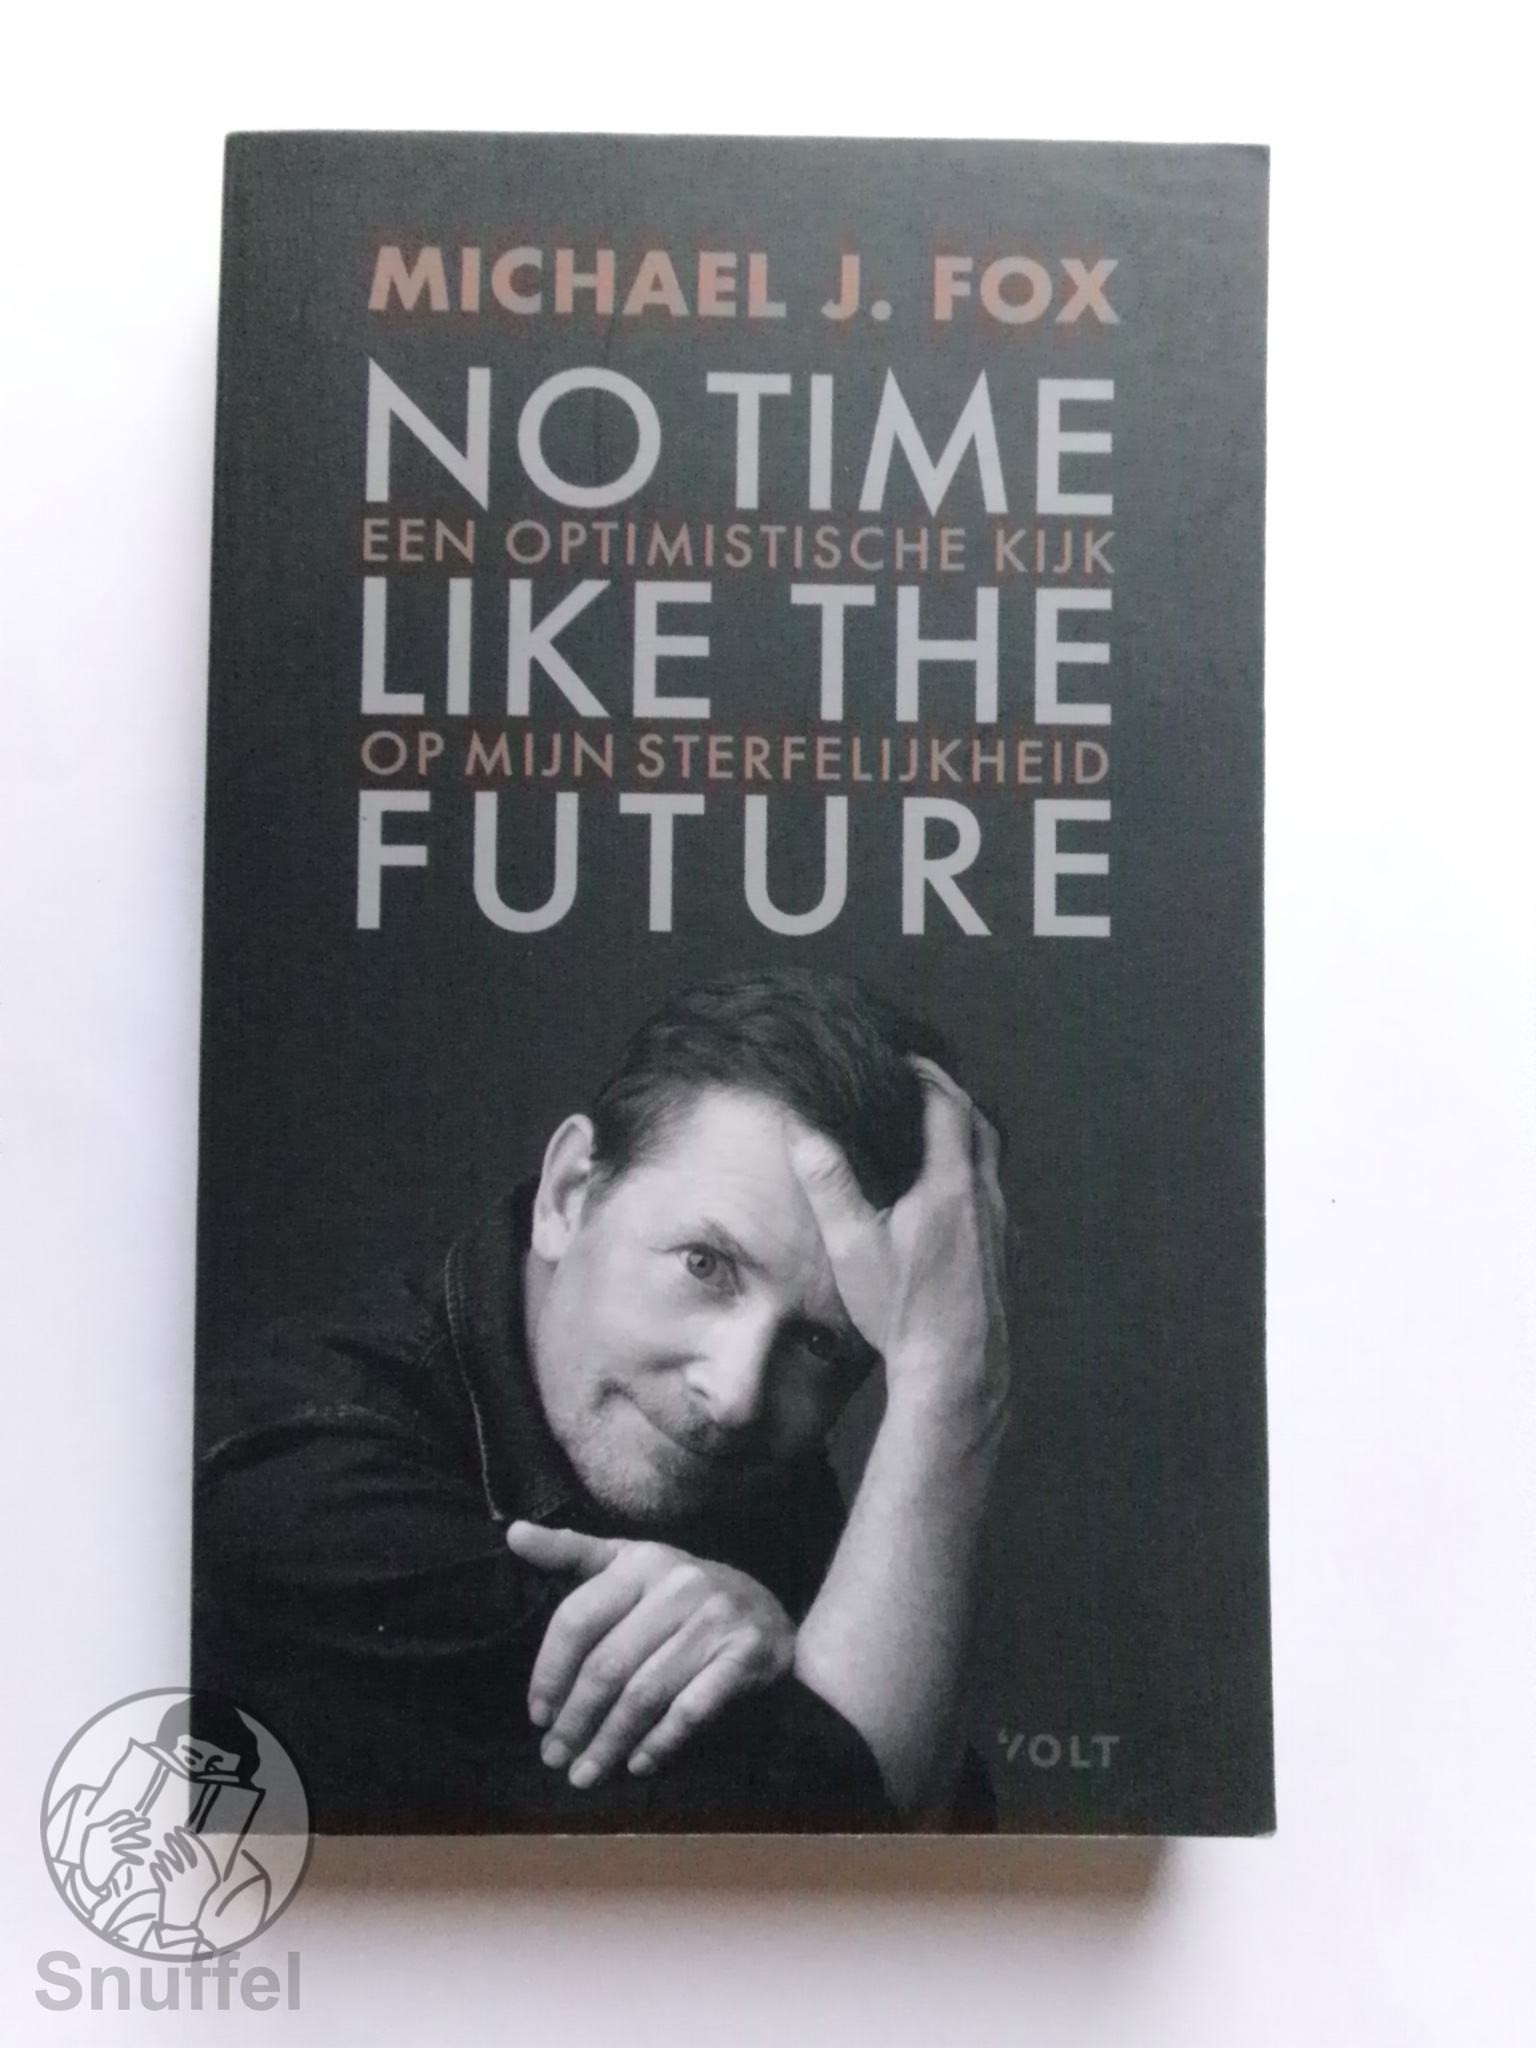 MICHAEL J. FOX
NO TIME
EEN OPTIMISTISCHE KIJK
LIKE THE
OP MIJN STERFELIJKHEID
FUTURE
VOLT
Snuffel